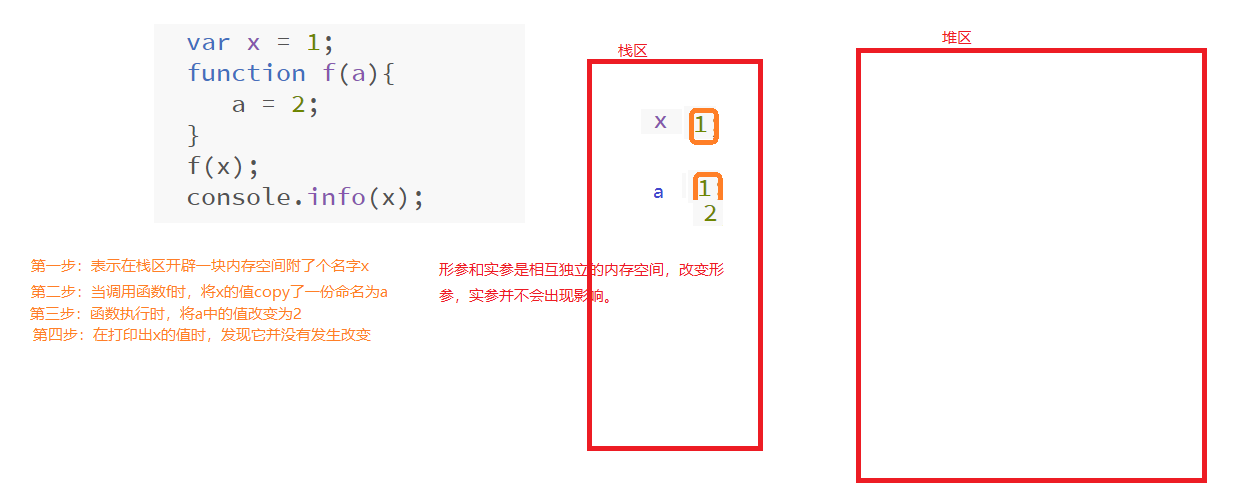 var x = 1;
function f(a){
a = 2;
}
f(x);
console.info(x);
栈区
x 1
a 1
2
堆区
第一步：表示在栈区开辟一块内存空间附了个名字x
第二步：当调用函数f时，将x的值copy了一份命名为a
第三步：函数执行时，将a中的值改变为2
第四步：在打印出x的值时，发现它并没有发生改变
形参和实参是相互独立的内存空间，改变形
参，实参并不会出现影响。